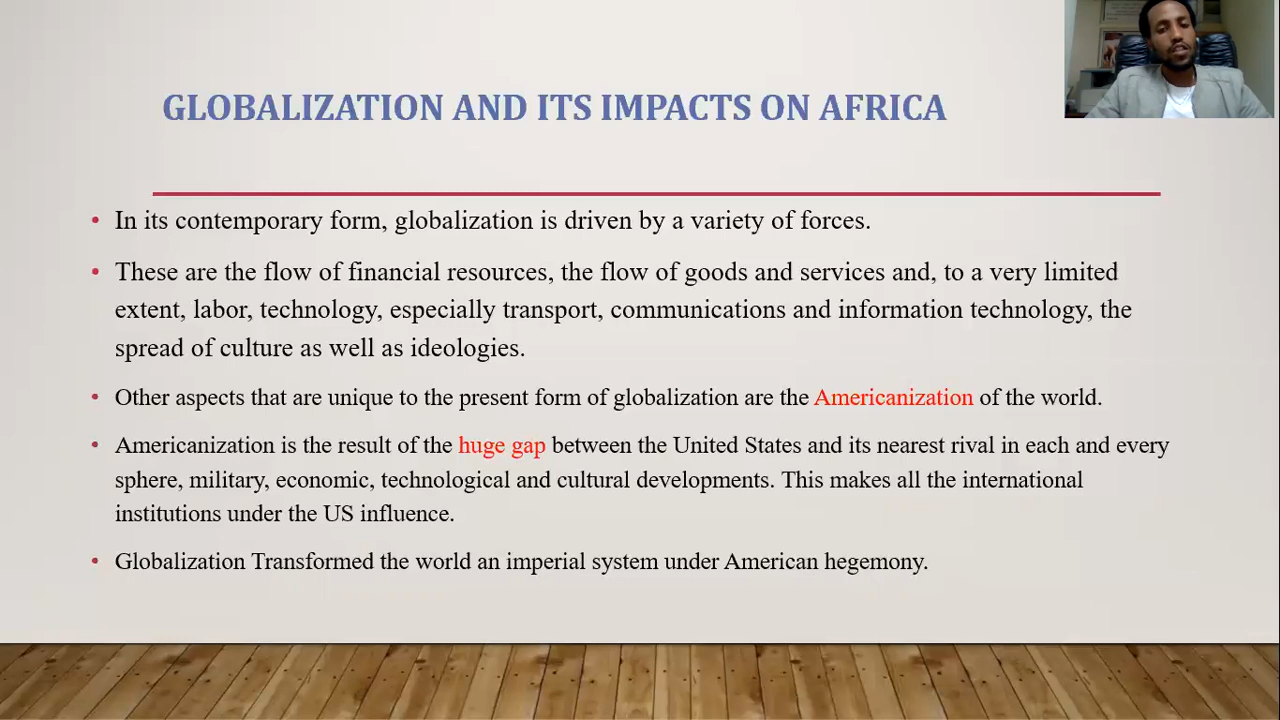 GLOBALIZATION AND ITS IMPACTS ON AFRICA
• In its contemporary form, globalization is driven by a variety of forces.
• These are the flow of financial resources, the flow of goods and services and, to a very limited
extent, labor, technology, especially transport, communications and information technology, the
spread of culture as well as ideologies.
• Other aspects that are unique to the present form of globalization are the Americanization of the world.
• Americanization is the result of the huge gap between the United States and its nearest rival in each and every
sphere, military, economic, technological and cultural developments. This makes all the international
institutions under the US influence.
• Globalization Transformed the world an imperial system under American hegemony.